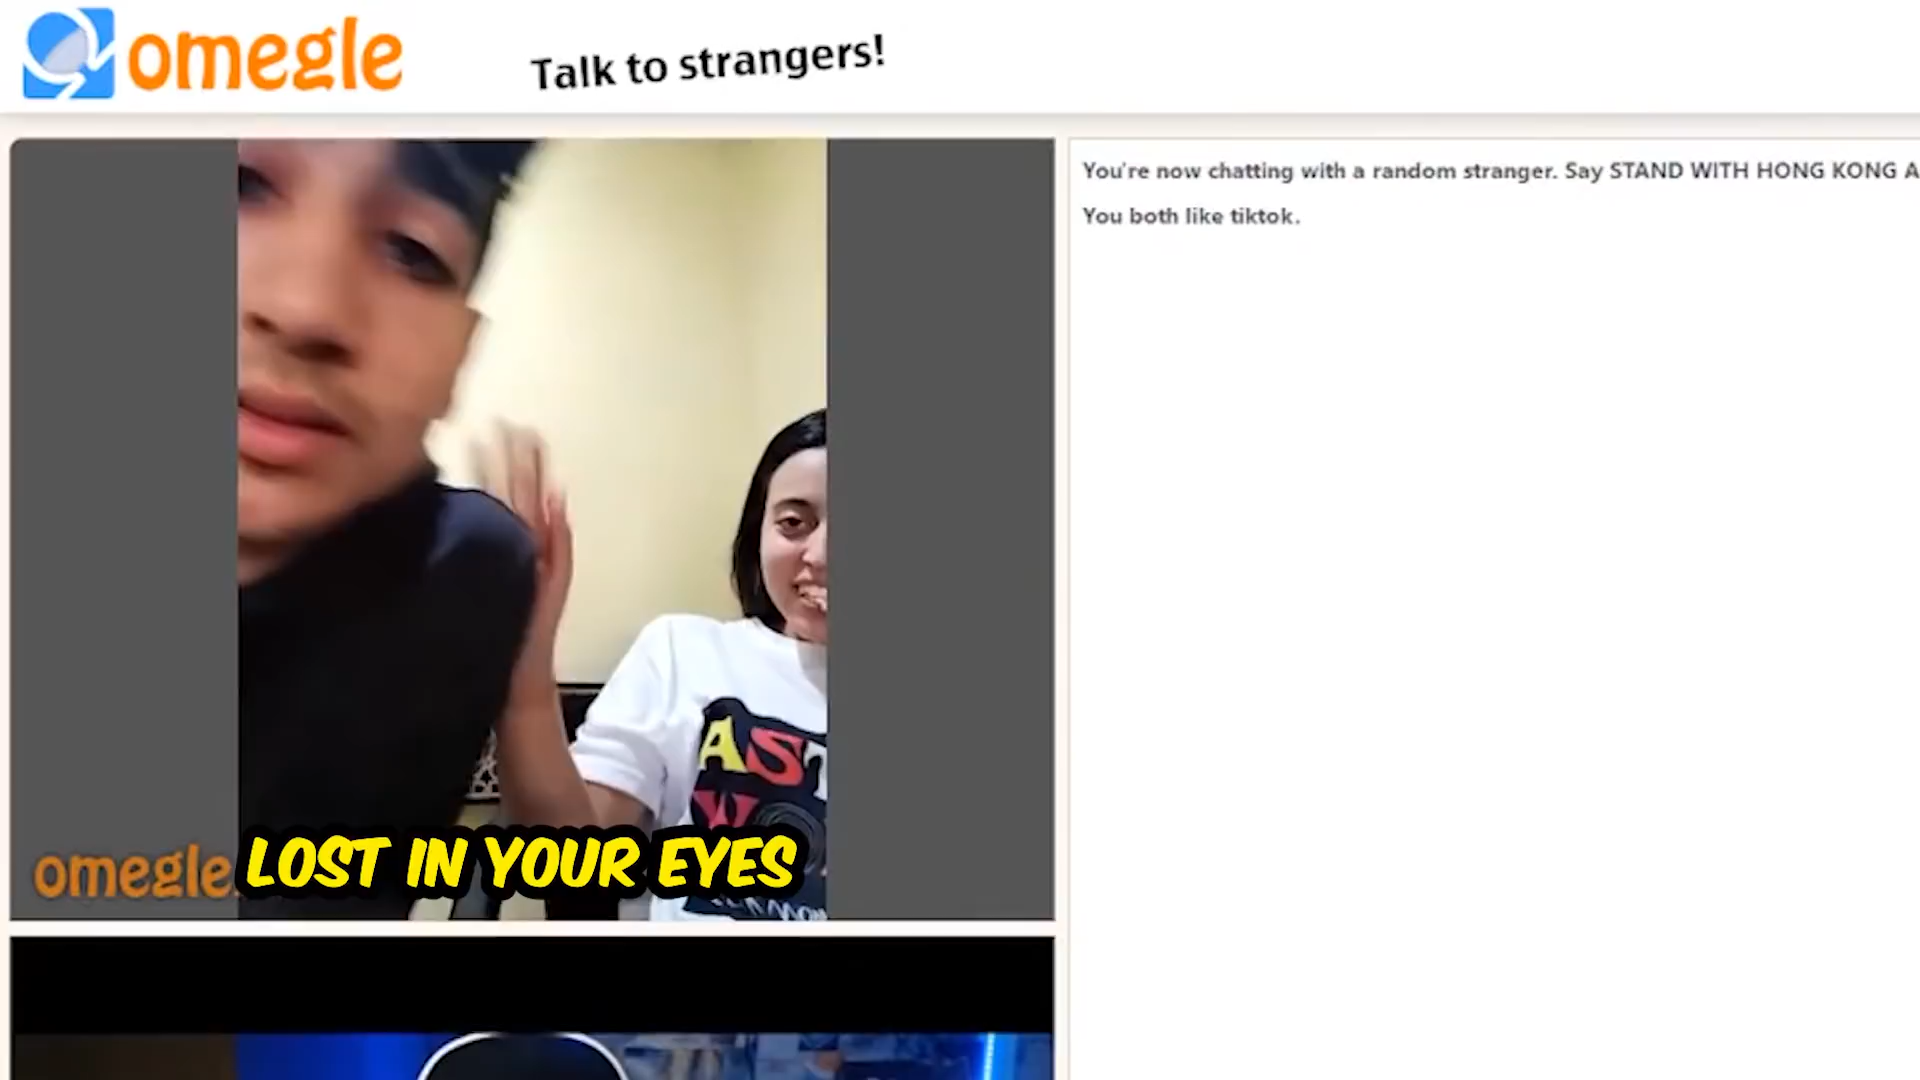 omegle
Talk to strangers!
You're now chatting with a random stranger. Say STAND WITH HONG KONG A
You both like tiktok.
AST
W
omegle
LOST IN YOUR EYES